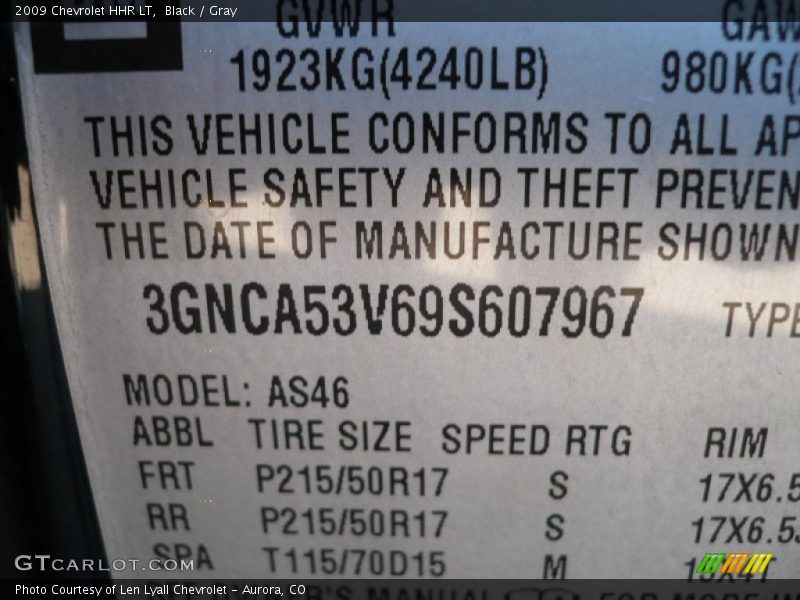 2009 Chevrolet HHR LT,  Black / Gray
GVWR GAW
1923KG(4240LB) 980KG(
THIS VEHICLE CONFORMS TO ALL AP
VEHICLE SAFETY AND THEFT PREVEN
THE DATE OF MANUFACTURE SHOWN
3GNCA53V69S607967 TYPE
MODEL: AS46
ABBL TIRE SIZE SPEED RTG RIM
FRT P215/50R17 S 17X6.5
RR P215/50R17 S 17X6.5
SPA T115/70D15 M
GTcarlot.com
Photo Courtesy of Len Lyall Chevrolet – Aurora, CO